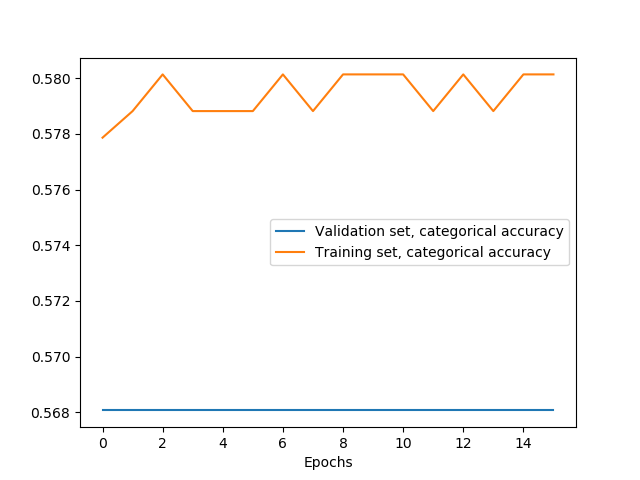 0.580
0.578
0.576
0.574
0.572
0.570
0.568
Validation set, categorical accuracy
Training set, categorical accuracy
0 2 4 6 8 10 12 14
Epochs